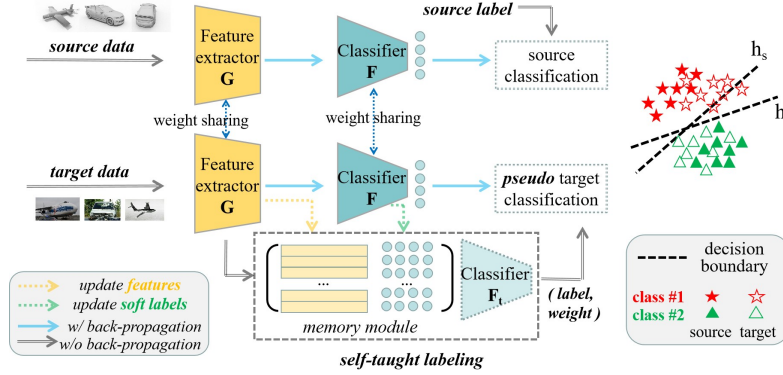 source label
source data
Feature
extractor
G
Classifier
F
source
classification
weight sharing
weight sharing
target data
Feature
extractor
G
Classifier
F
pseudo target
classification
...
...
memory module
Classifier
Ft
( label,
weight )
self-taught labeling
update features
update soft labels
w/ back-propagation
w/o back-propagation
hs
h
decision
boundary
class #1
class #2
source
target